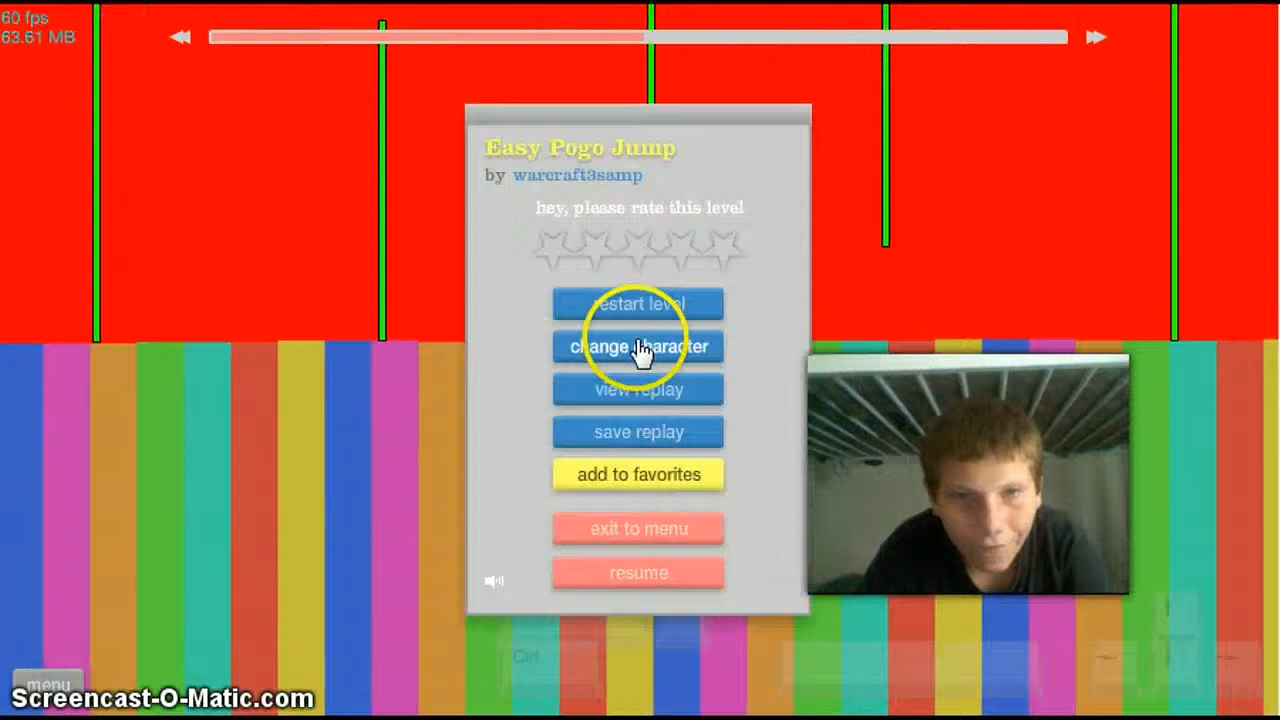 60 fps
63.61 MB
Easy Pogo Jump
by warcraft3samp
hey, please rate this level
restart level
change character
view replay
save replay
add to favorites
exit to menu
resume
Ctrl
menu
Screencast-O-Matic.com